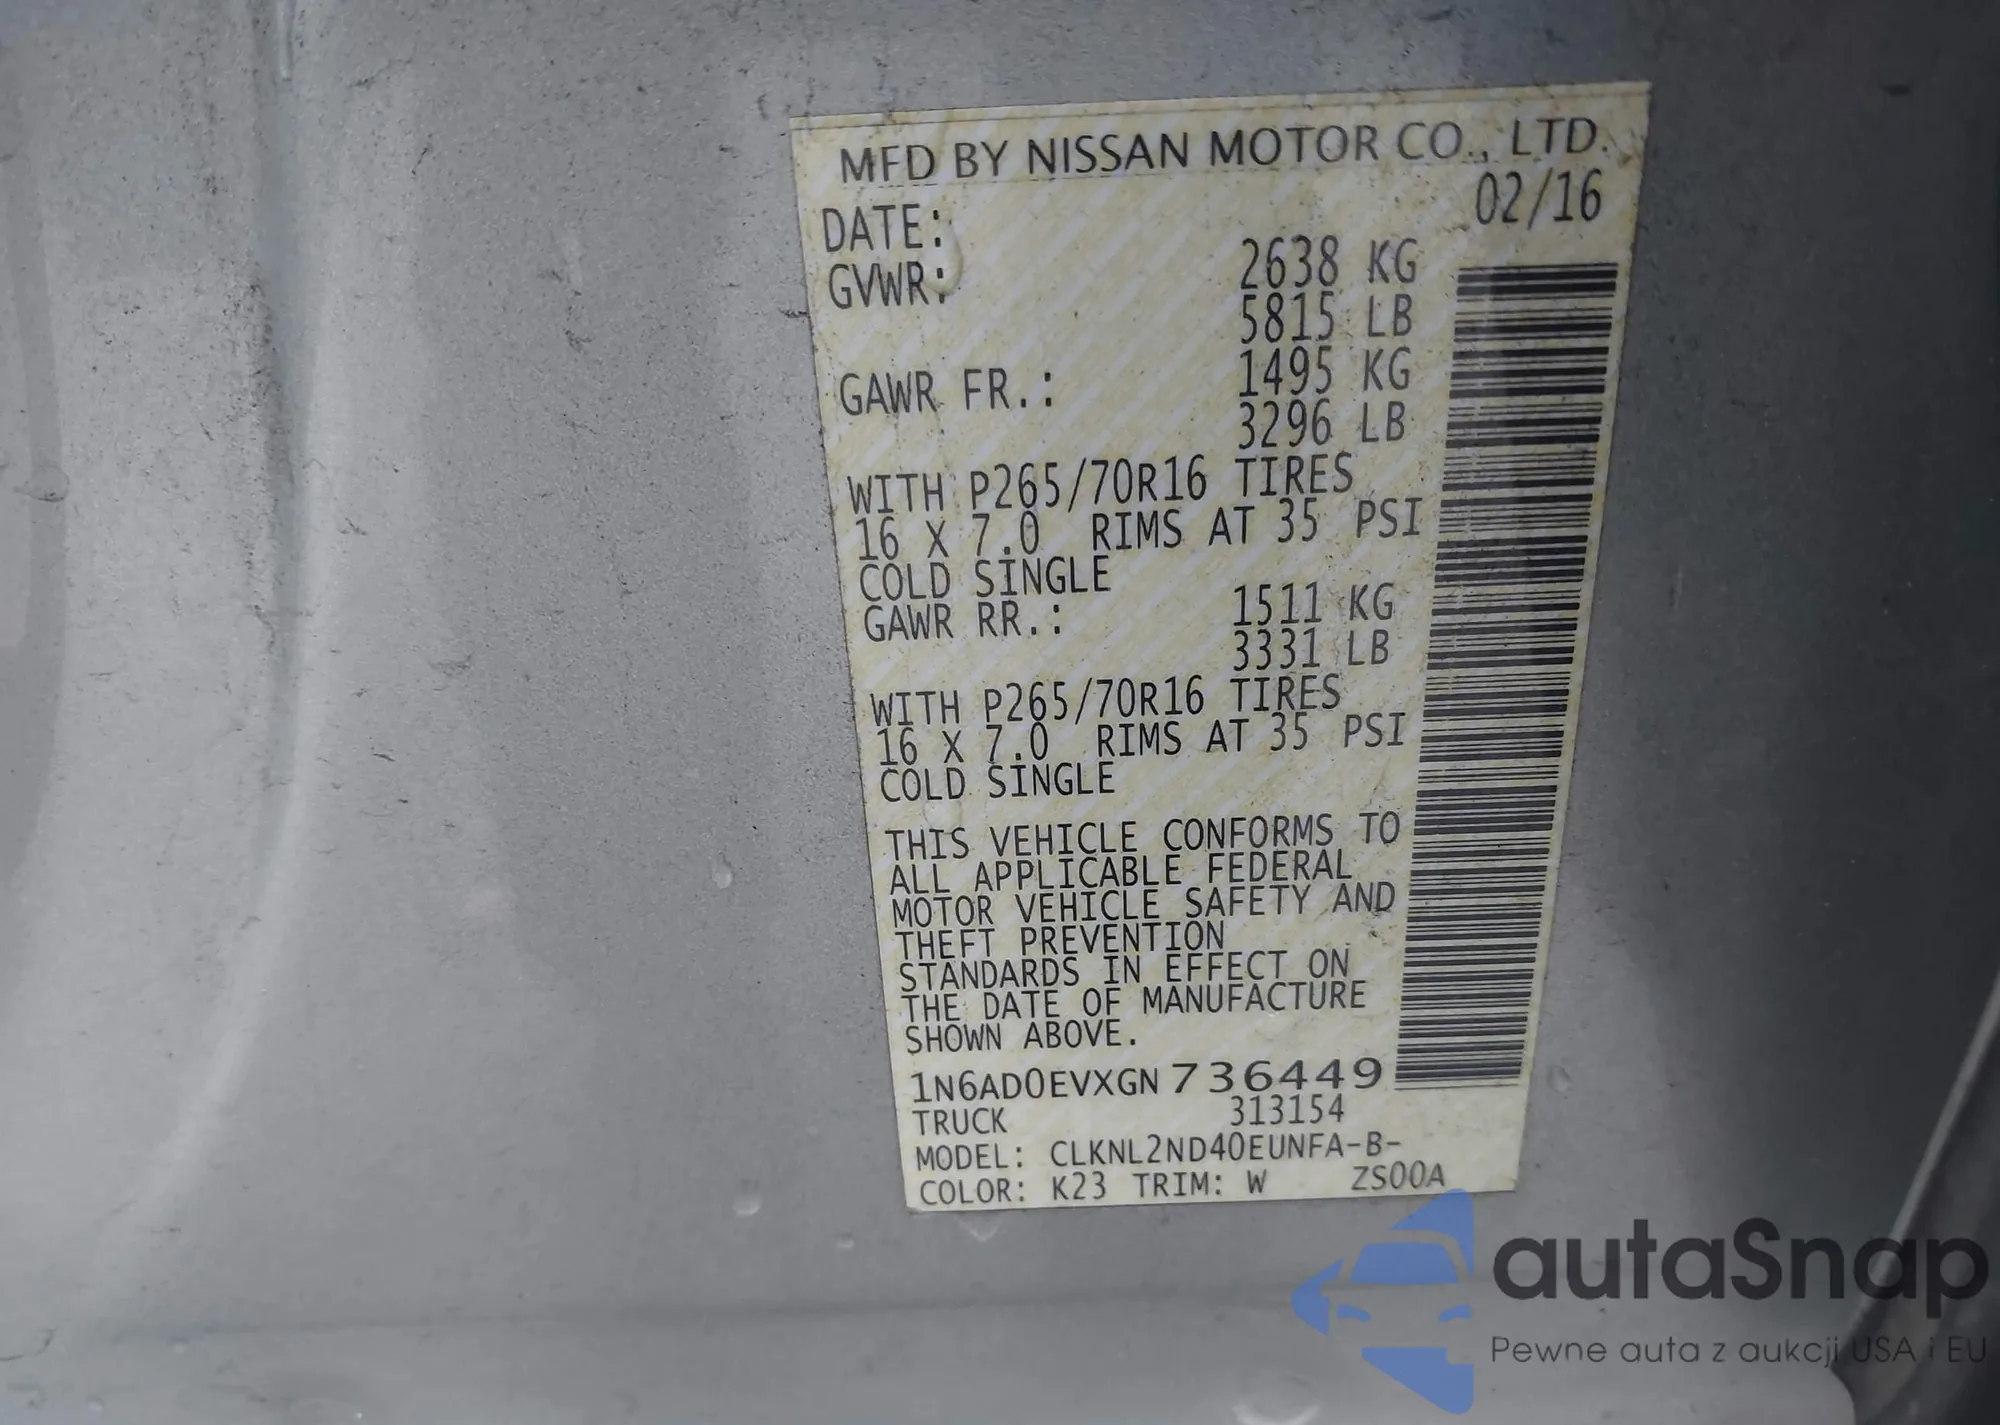 MFD BY NISSAN MOTOR CO., LTD.
DATE: 02/16
GVWR: 2638 KG
5815 LB
GAWR FR.: 1495 KG
3296 LB
WITH P265/70R16 TIRES
16 X 7.0 RIMS AT 35 PSI
COLD SINGLE
GAWR RR.: 1511 KG
3331 LB
WITH P265/70R16 TIRES
16 X 7.0 RIMS AT 35 PSI
COLD SINGLE
THIS VEHICLE CONFORMS TO
ALL APPLICABLE FEDERAL
MOTOR VEHICLE SAFETY AND
THEFT PREVENTION
STANDARDS IN EFFECT ON
THE DATE OF MANUFACTURE
SHOWN ABOVE.
1N6AD0EVXGN736449
TRUCK 313154
MODEL: CLKNL2ND40EUNFA-B-
COLOR: K23 TRIM: W ZS00A
autaSnap
Pewne auta z aukcji USA i EU